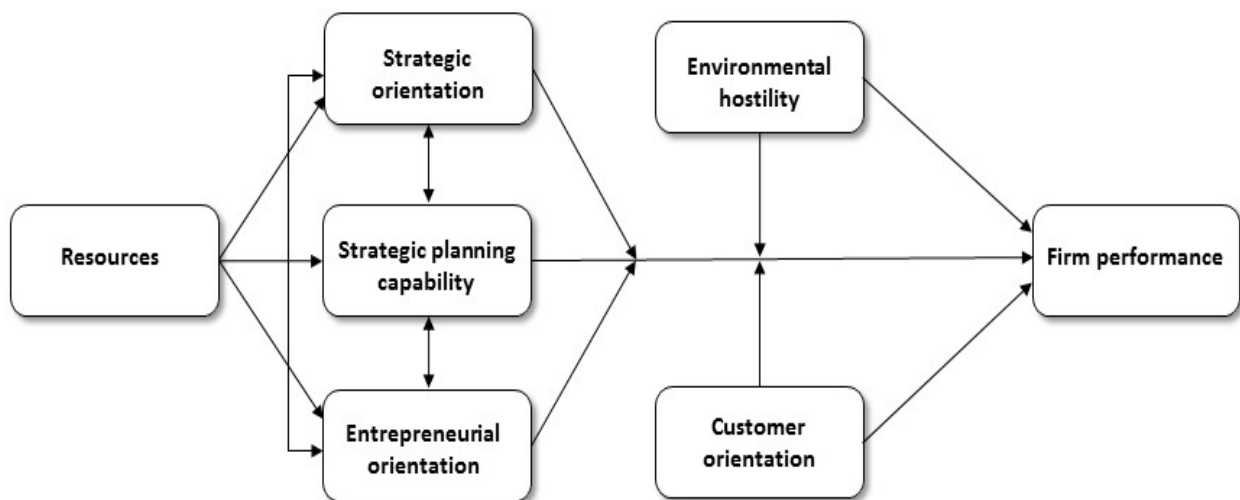 Strategic
orientation
Environmental
hostility
Resources
Strategic planning
capability
Firm performance
Entrepreneurial
orientation
Customer
orientation